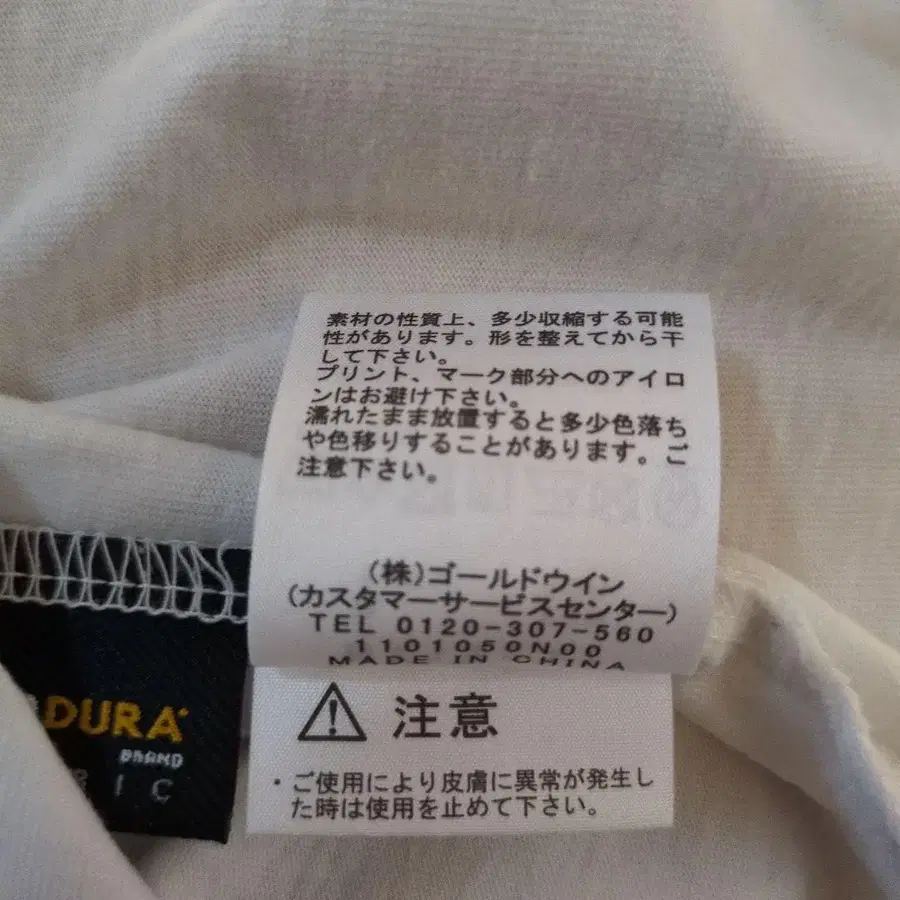 素材の性質上、多少収縮する可能
性があります。形を整えてから干
して下さい。
プリント、マーク部分へのアイロ
ンはお避け下さい。
濡れたまま放置すると多少色落ち
や色移りすることがあります。ご
注意下さい。
(株)ゴールドウイン
(カスタマーサービスセンター)
TEL 0120-307-560
1101050N00
MADE IN CHINA
DURA
BRAND
RIC
注意
・ご使用により皮膚に異常が発生し
た時は使用を止めて下さい。